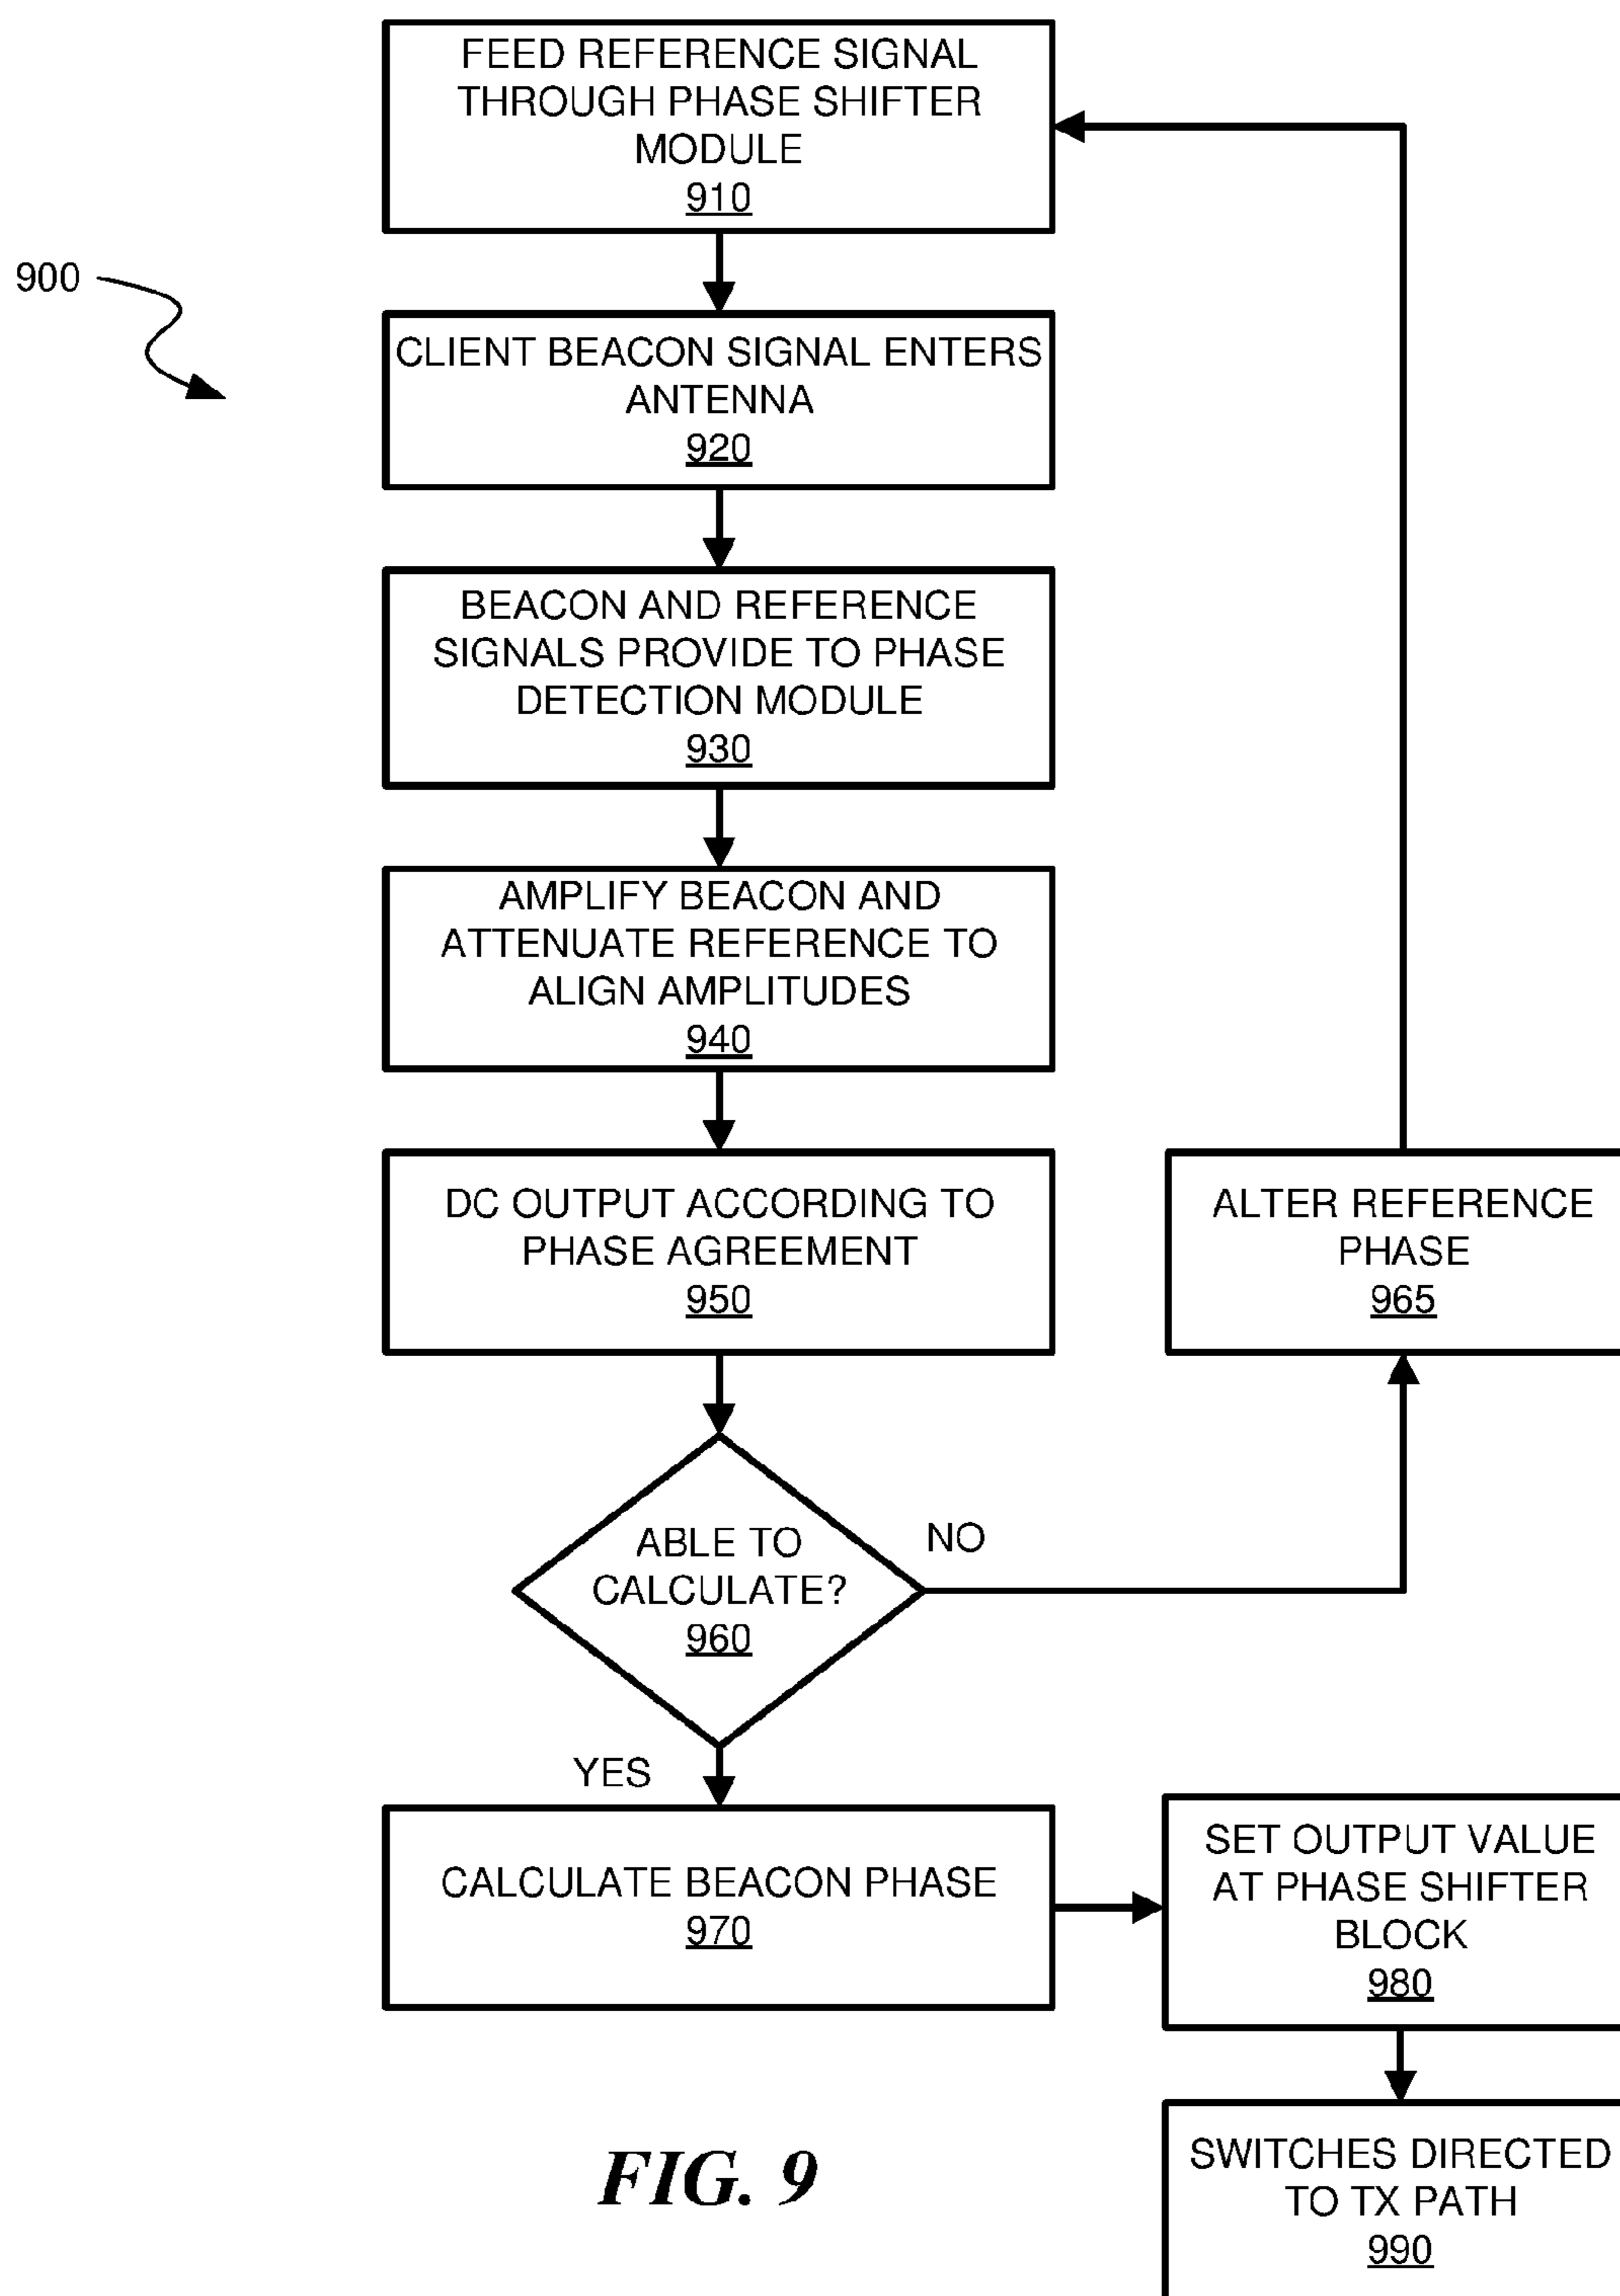 FEED REFERENCE SIGNAL
THROUGH PHASE SHIFTER
MODULE
910
900
CLIENT BEACON SIGNAL ENTERS
ANTENNA
920
BEACON AND REFERENCE
SIGNALS PROVIDE TO PHASE
DETECTION MODULE
930
AMPLIFY BEACON AND
ATTENUATE REFERENCE TO
ALIGN AMPLITUDES
940
DC OUTPUT ACCORDING TO
PHASE AGREEMENT
950
ALTER REFERENCE
PHASE
965
ABLE TO
CALCULATE?
960
NO
YES
CALCULATE BEACON PHASE
970
SET OUTPUT VALUE
AT PHASE SHIFTER
BLOCK
980
SWITCHES DIRECTED
TO TX PATH
990
FIG. 9